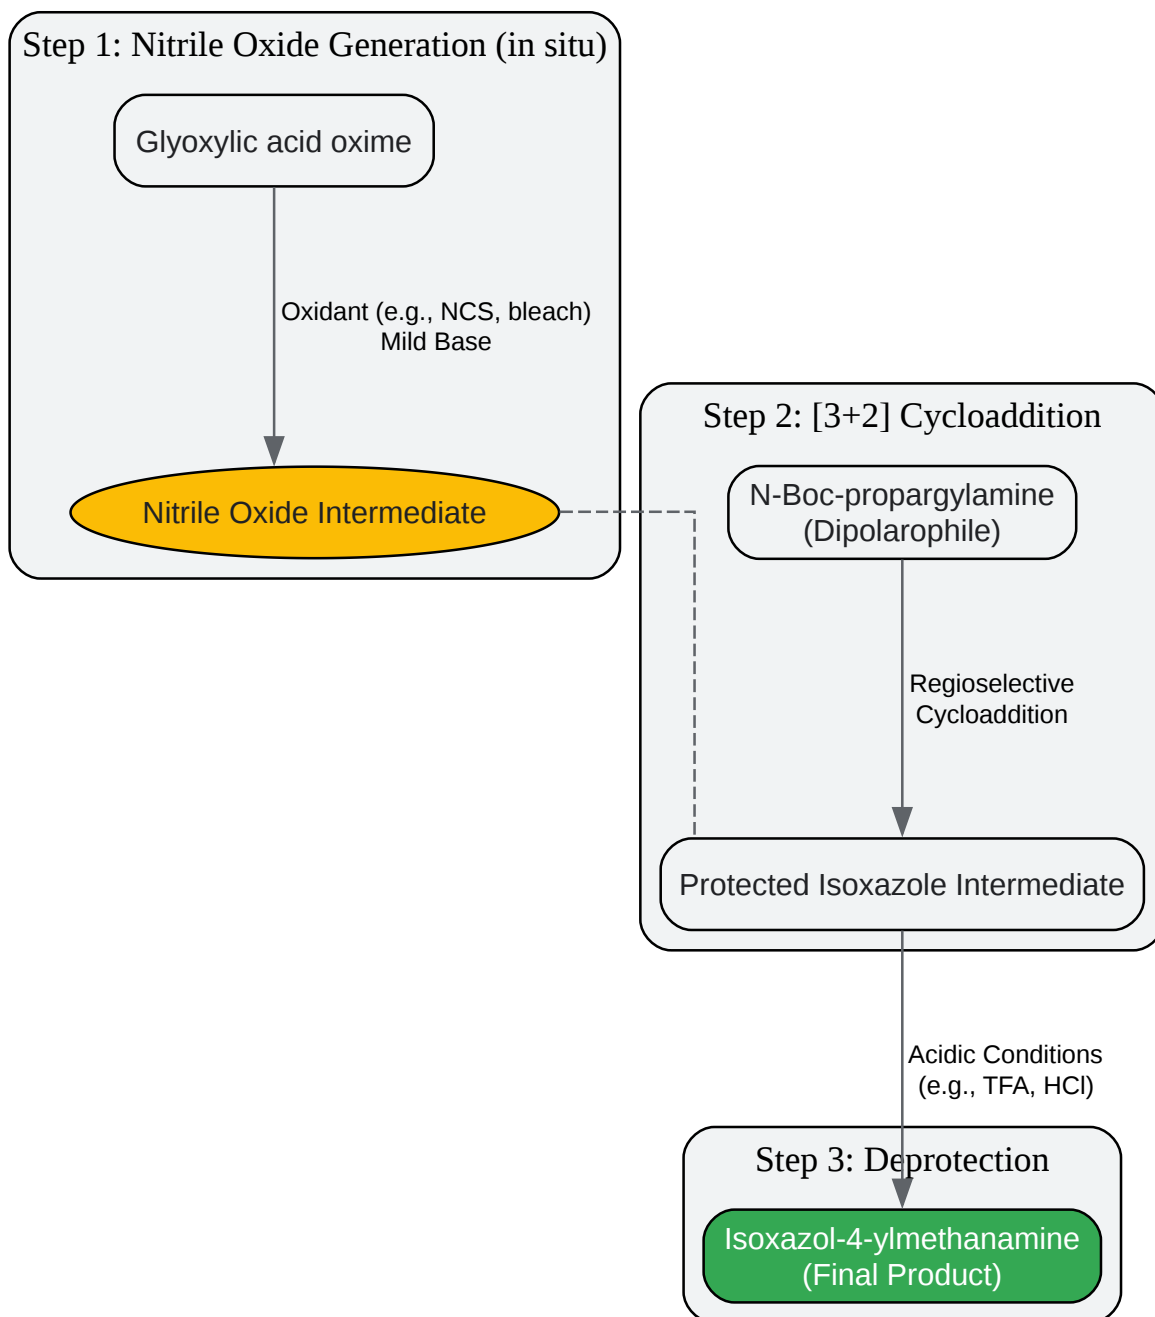 Step 1: Nitrile Oxide Generation (in situ)
Glyoxylic acid oxime
Oxidant (e.g., NCS, bleach)
Mild Base
Nitrile Oxide Intermediate
Step 2: [3+2] Cycloaddition
N-Boc-propargylamine
(Dipolarophile)
Regioselective
Cycloaddition
Protected Isoxazole Intermediate
Acidic Conditions
(e.g., TFA, HCl)
Step 3: Deprotection
Isoxazol-4-ylmethanamine
(Final Product)